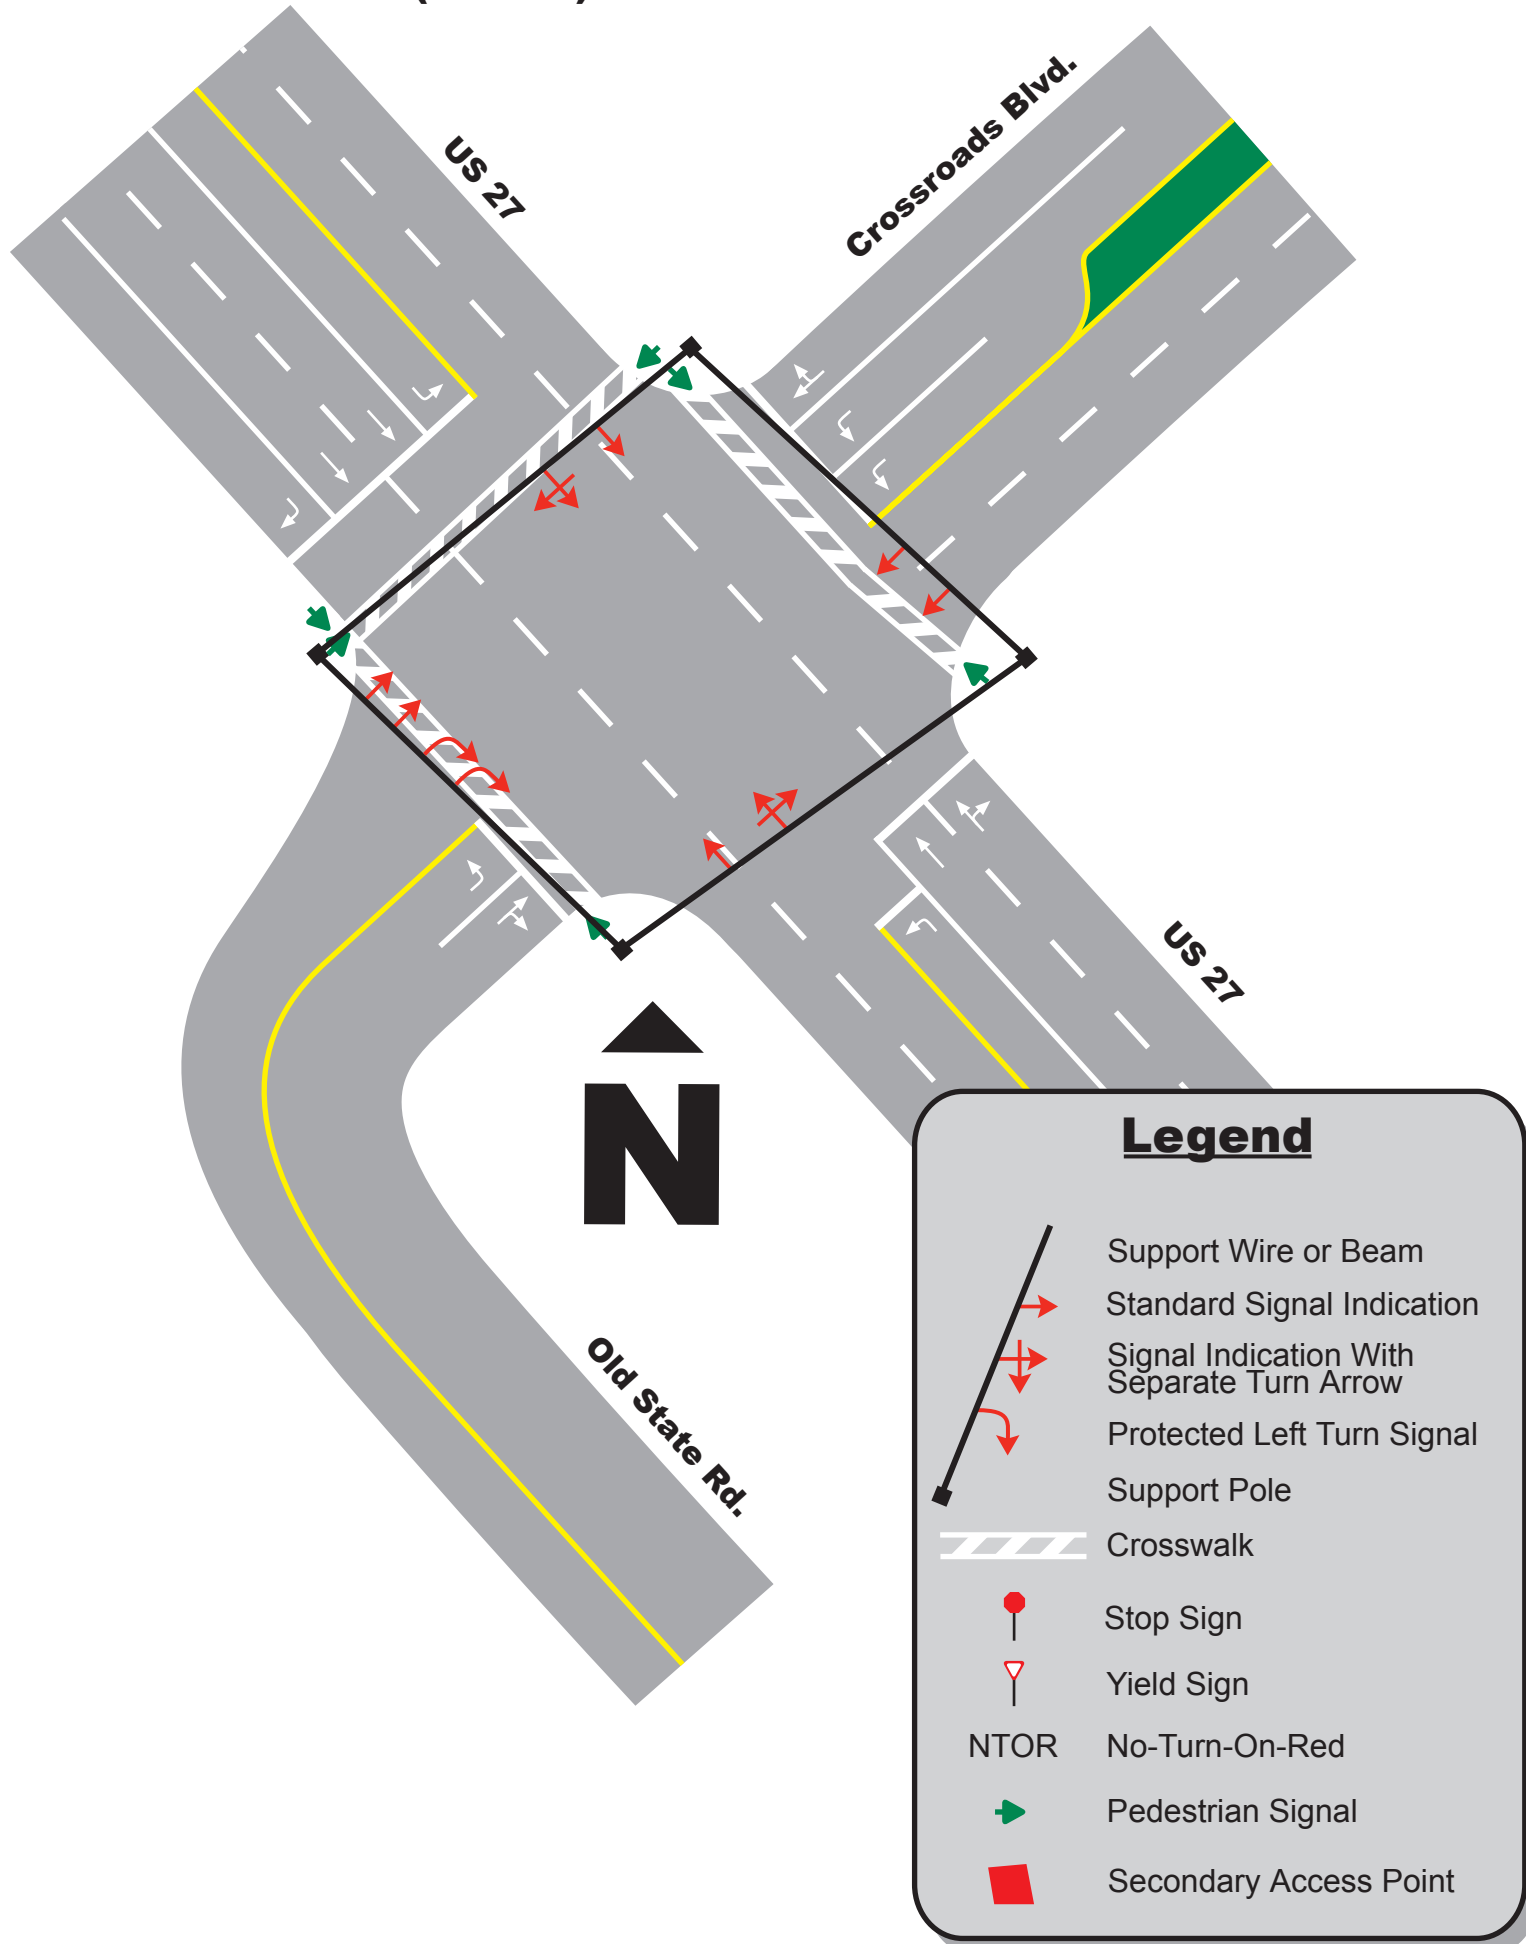 US 27
Crossroads Blvd.
US 27
N
Old State Rd.
Legend
Support Wire or Beam
Standard Signal Indication
Signal Indication With
Separate Turn Arrow
Protected Left Turn Signal
Support Pole
Crosswalk
Stop Sign
Yield Sign
NTOR No-Turn-On-Red
Pedestrian Signal
Secondary Access Point